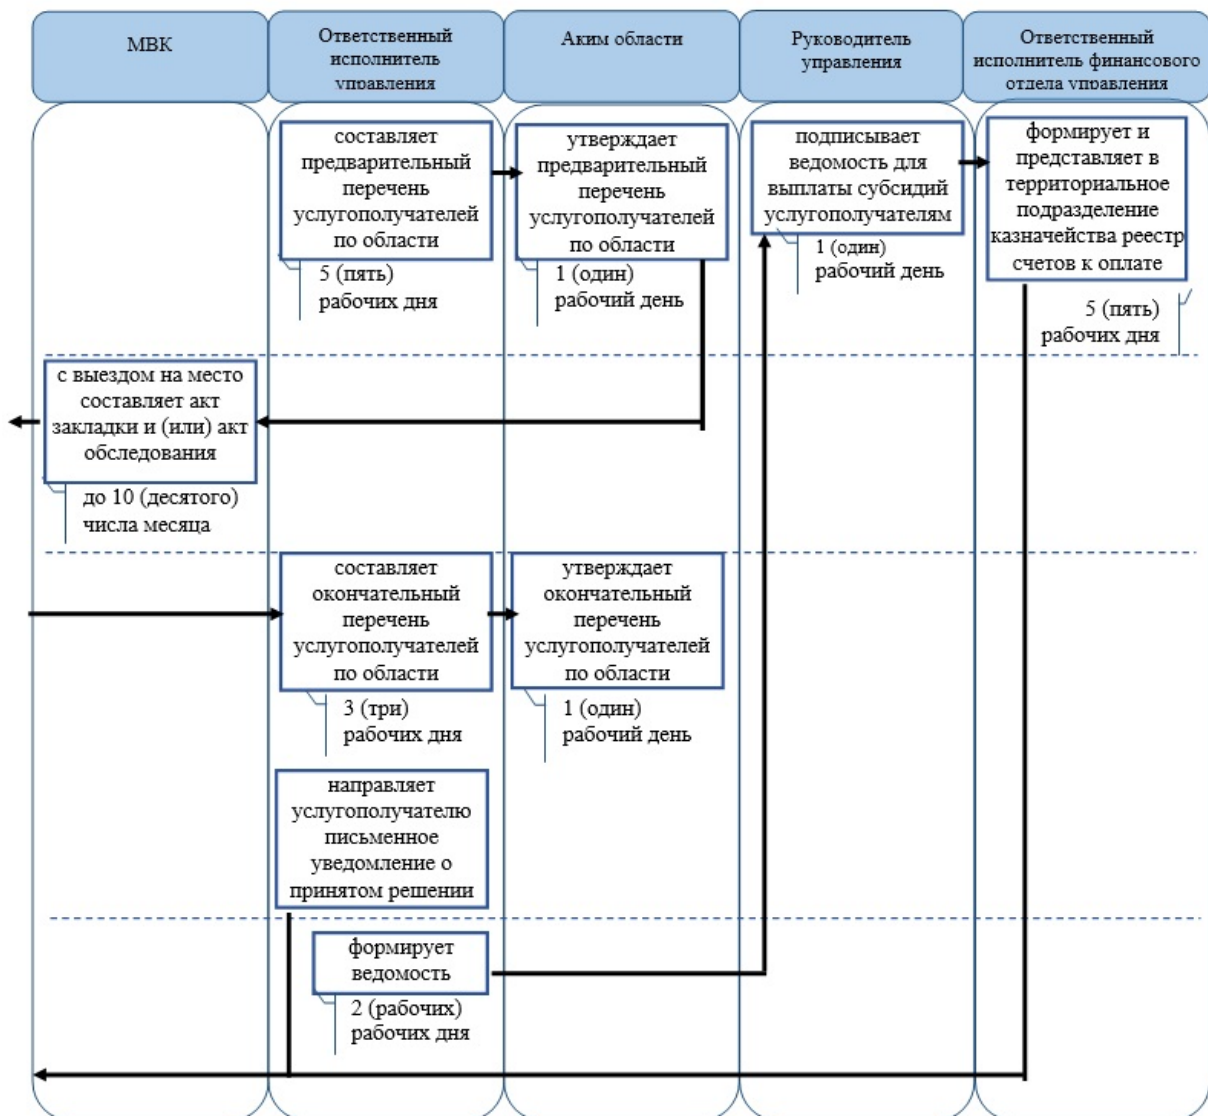 МВК
Ответственный
исполнитель
управления
Аким области
Руководитель
управления
Ответственный
исполнитель финансового
отдела управления
составляет
предварительный
перечень
услугополучателей
по области
5 (пять)
рабочих дня
утверждает
предварительный
перечень
услугополучателей
по области
1 (один)
рабочий день
подписывает
ведомость для
выплаты субсидий
услугополучателям
1 (один)
рабочий день
формирует и
представляет в
территориальное
подразделение
казначейства реестр
счетов к оплате
5 (пять)
рабочих дня
с выездом на место
составляет акт
закладки и (или) акт
обследования
до 10 (десятого)
числа месяца
составляет
окончательный
перечень
услугополучателей
по области
3 (три)
рабочих дня
утверждает
окончательный
перечень
услугополучателей
по области
1 (один)
рабочий день
направляет
услугополучателю
письменное
уведомление о
принятом решении
формирует
ведомость
2 (рабочих)
рабочих дня